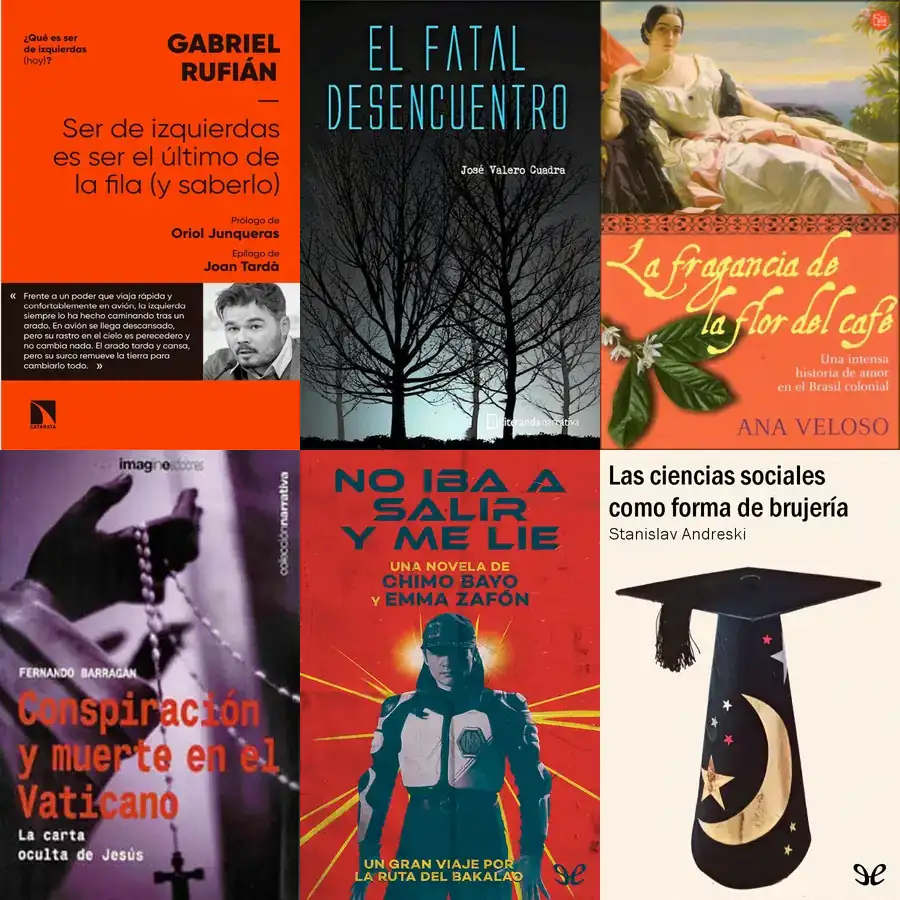 ¿Qué es ser
de izquierdas
(hoy)?
GABRIEL
RUFIÁN
Ser de izquierdas
es ser el último de
la fila (y saberlo)
Prólogo de
Oriol Junqueras
Epílogo de
Joan Tardà
« Frente a un poder que viaja rápida y
confortablemente en avión, la izquierda
siempre lo ha hecho caminando tras un
arado. En avión se llega descansado,
pero su rastro en el cielo es perecedero y
no cambia nada. El arado tarda y cansa,
pero su surco remueve la tierra para
cambiarlo todo. »
CATARATA
EL FATAL
DESENCUENTRO
José Valero Cuadra
Literanda narrativa
La fragancia de
la flor del café
Una intensa
historia de amor
en el Brasil colonial
ANA VELOSO
imagineediciones
colecciónnarrativa
FERNANDO BARRAGÁN
Conspiración
y muerte en el
Vaticano
La carta
oculta de Jesús
NO IBA A
SALIR
Y ME LIE
UNA NOVELA DE
CHIMO BAYO
Y EMMA ZAFÓN
UN GRAN VIAJE POR
LA RUTA DEL BAKALAO
Las ciencias sociales
como forma de brujería
Stanislav Andreski